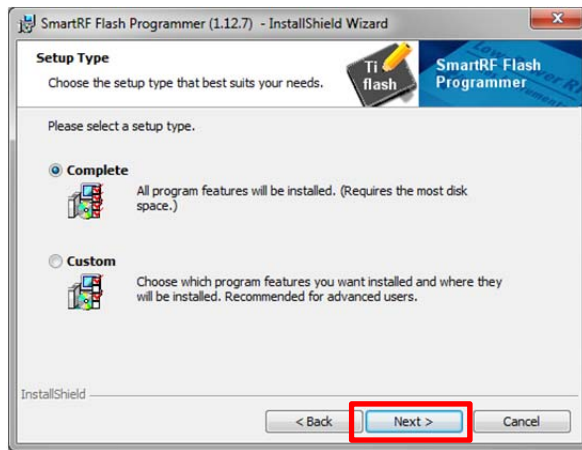 SmartRF Flash Programmer (1.12.7) - InstallShield Wizard
Setup Type
Choose the setup type that best suits your needs.
Ti
flash
SmartRF Flash
Programmer
Please select a setup type.
Complete
All program features will be installed. (Requires the most disk
space.)
Custom
Choose which program features you want installed and where they
will be installed. Recommended for advanced users.
InstallShield
< Back
Next >
Cancel